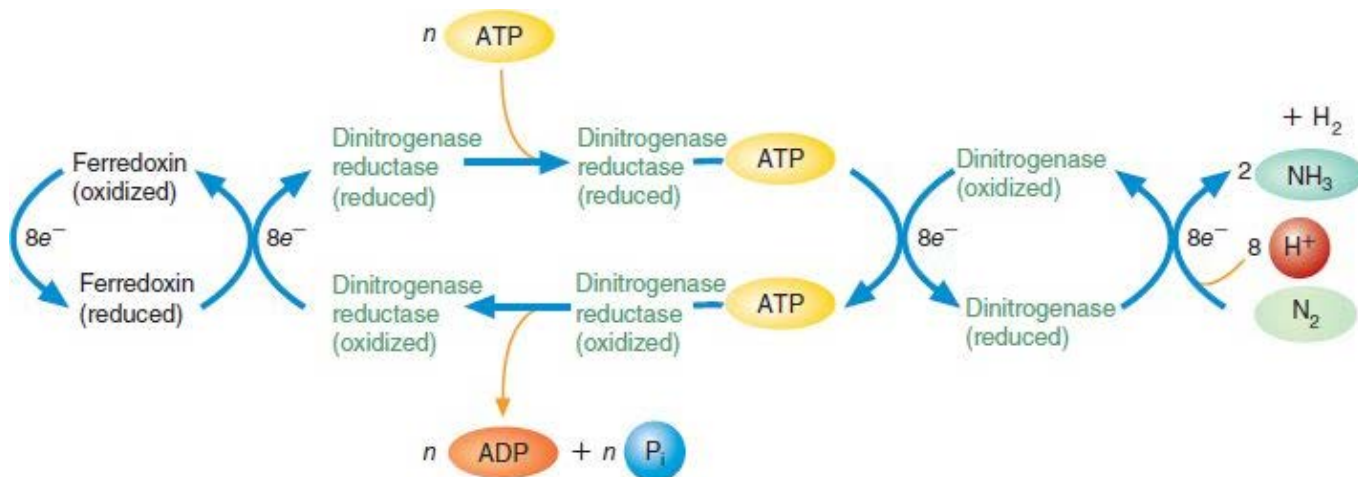 n ATP
+ H₂
Dinitrogenase
reductase
(reduced)
Dinitrogenase
reductase
(reduced)
ATP
Dinitrogenase
(oxidized)
2 NH₃
Ferredoxin
(oxidized)
8e⁻
8e⁻
8e⁻
8e⁻
8 H⁺
Ferredoxin
(reduced)
Dinitrogenase
reductase
(oxidized)
Dinitrogenase
reductase
(oxidized)
ATP
Dinitrogenase
(reduced)
N₂
n ADP + n Pᵢ